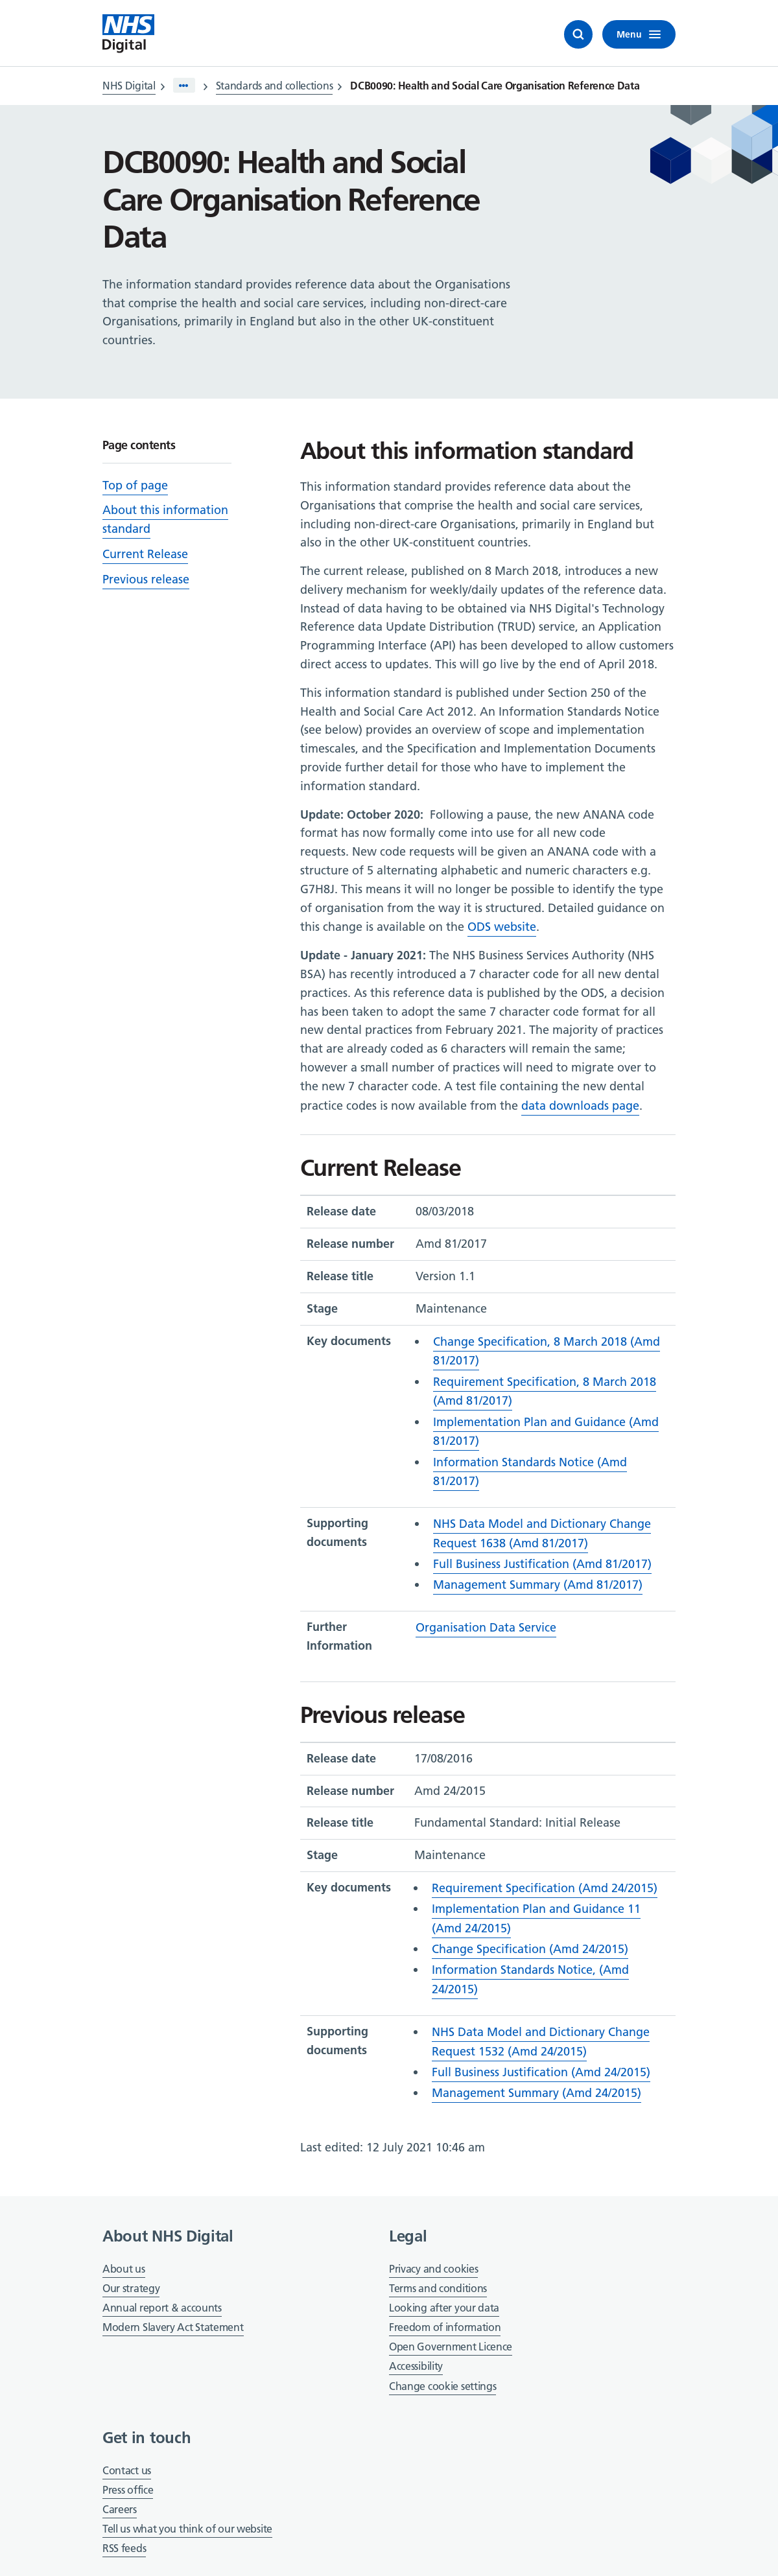 NHS
Digital
Menu
NHS Digital
Standards and collections
DCB0090: Health and Social Care Organisation Reference Data
DCB0090: Health and Social
Care Organisation Reference
Data
The information standard provides reference data about the Organisations
that comprise the health and social care services, including non-direct-care
Organisations, primarily in England but also in the other UK-constituent
countries.
Page contents
Top of page
About this information
standard
Current Release
Previous release
About this information standard
This information standard provides reference data about the
Organisations that comprise the health and social care services,
including non-direct-care Organisations, primarily in England but
also in the other UK-constituent countries.
The current release, published on 8 March 2018, introduces a new
delivery mechanism for weekly/daily updates of the reference data.
Instead of data having to be obtained via NHS Digital's Technology
Reference data Update Distribution (TRUD) service, an Application
Programming Interface (API) has been developed to allow customers
direct access to updates. This will go live by the end of April 2018.
This information standard is published under Section 250 of the
Health and Social Care Act 2012. An Information Standards Notice
(see below) provides an overview of scope and implementation
timescales, and the Specification and Implementation Documents
provide further detail for those who have to implement the
information standard.
Update: October 2020:  Following a pause, the new ANANA code
format has now formally come into use for all new code
requests. New code requests will be given an ANANA code with a
structure of 5 alternating alphabetic and numeric characters e.g.
G7H8J. This means it will no longer be possible to identify the type
of organisation from the way it is structured. Detailed guidance on
this change is available on the ODS website.
Update - January 2021: The NHS Business Services Authority (NHS
BSA) has recently introduced a 7 character code for all new dental
practices. As this reference data is published by the ODS, a decision
has been taken to adopt the same 7 character code format for all
new dental practices from February 2021. The majority of practices
that are already coded as 6 characters will remain the same;
however a small number of practices will need to migrate over to
the new 7 character code. A test file containing the new dental
practice codes is now available from the data downloads page.
Current Release
Release date 08/03/2018
Release number Amd 81/2017
Release title Version 1.1
Stage Maintenance
Key documents • Change Specification, 8 March 2018 (Amd
81/2017)
• Requirement Specification, 8 March 2018
(Amd 81/2017)
• Implementation Plan and Guidance (Amd
81/2017)
• Information Standards Notice (Amd
81/2017)
Supporting • NHS Data Model and Dictionary Change
documents Request 1638 (Amd 81/2017)
• Full Business Justification (Amd 81/2017)
• Management Summary (Amd 81/2017)
Further Organisation Data Service
Information
Previous release
Release date 17/08/2016
Release number Amd 24/2015
Release title Fundamental Standard: Initial Release
Stage Maintenance
Key documents • Requirement Specification (Amd 24/2015)
• Implementation Plan and Guidance 11
(Amd 24/2015)
• Change Specification (Amd 24/2015)
• Information Standards Notice, (Amd
24/2015)
Supporting • NHS Data Model and Dictionary Change
documents Request 1532 (Amd 24/2015)
• Full Business Justification (Amd 24/2015)
• Management Summary (Amd 24/2015)
Last edited: 12 July 2021 10:46 am
About NHS Digital
About us
Our strategy
Annual report & accounts
Modern Slavery Act Statement
Legal
Privacy and cookies
Terms and conditions
Looking after your data
Freedom of information
Open Government Licence
Accessibility
Change cookie settings
Get in touch
Contact us
Press office
Careers
Tell us what you think of our website
RSS feeds